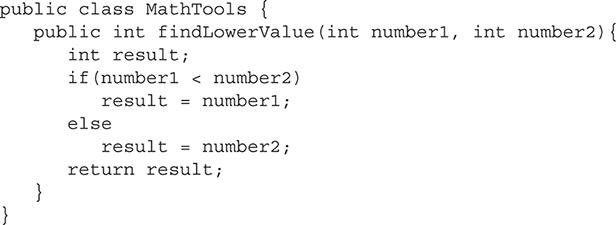 public class MathTools {
   public int findLowerValue(int number1, int number2){
      int result;
      if(number1 < number2)
         result = number1;
      else
         result = number2;
      return result;
   }
}